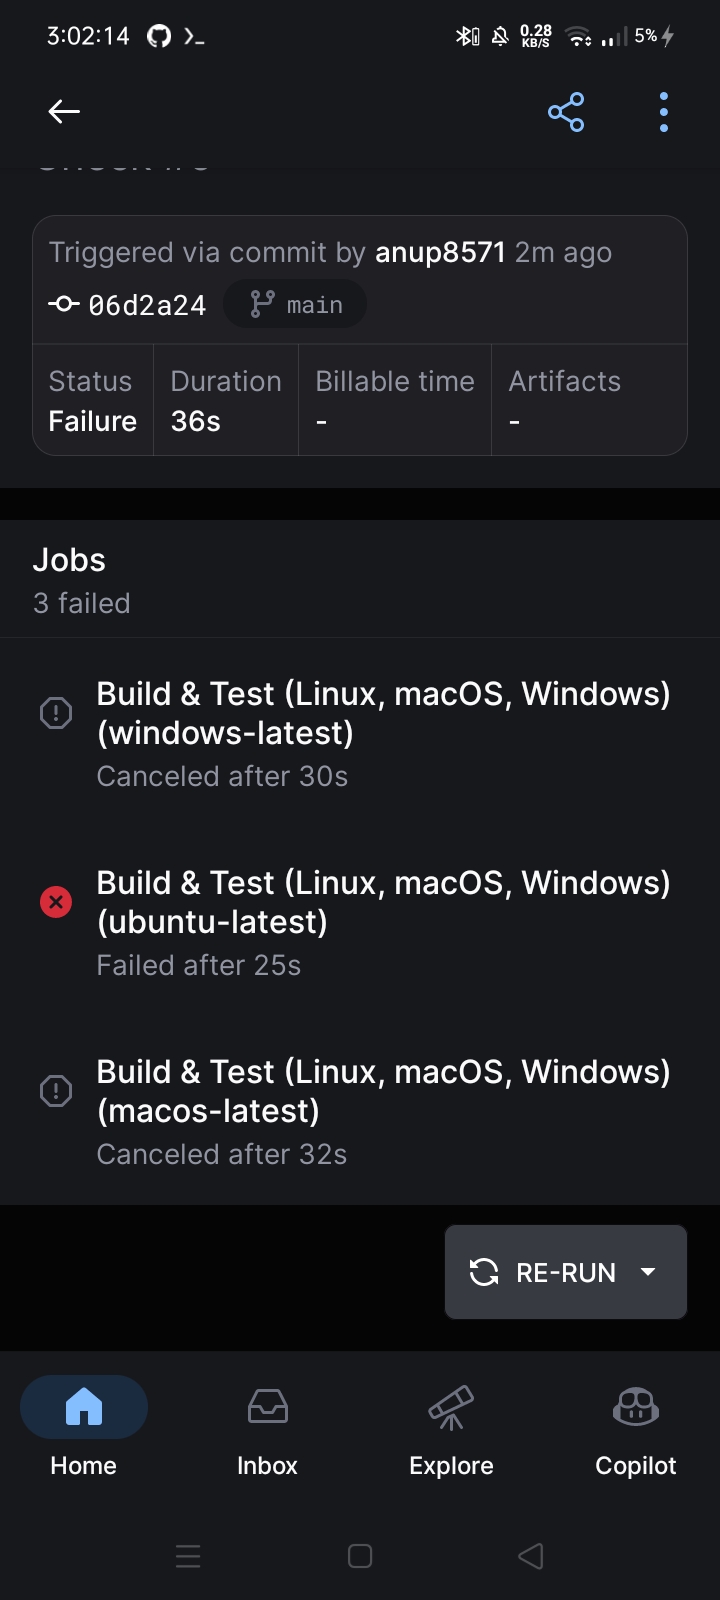 3:02:14
0.28
KB/S
5%
Triggered via commit by anup8571 2m ago
06d2a24 main
Status Duration Billable time Artifacts
Failure 36s - -
Jobs
3 failed
Build & Test (Linux, macOS, Windows)
(windows-latest)
Canceled after 30s
Build & Test (Linux, macOS, Windows)
(ubuntu-latest)
Failed after 25s
Build & Test (Linux, macOS, Windows)
(macos-latest)
Canceled after 32s
RE-RUN
Home Inbox Explore Copilot